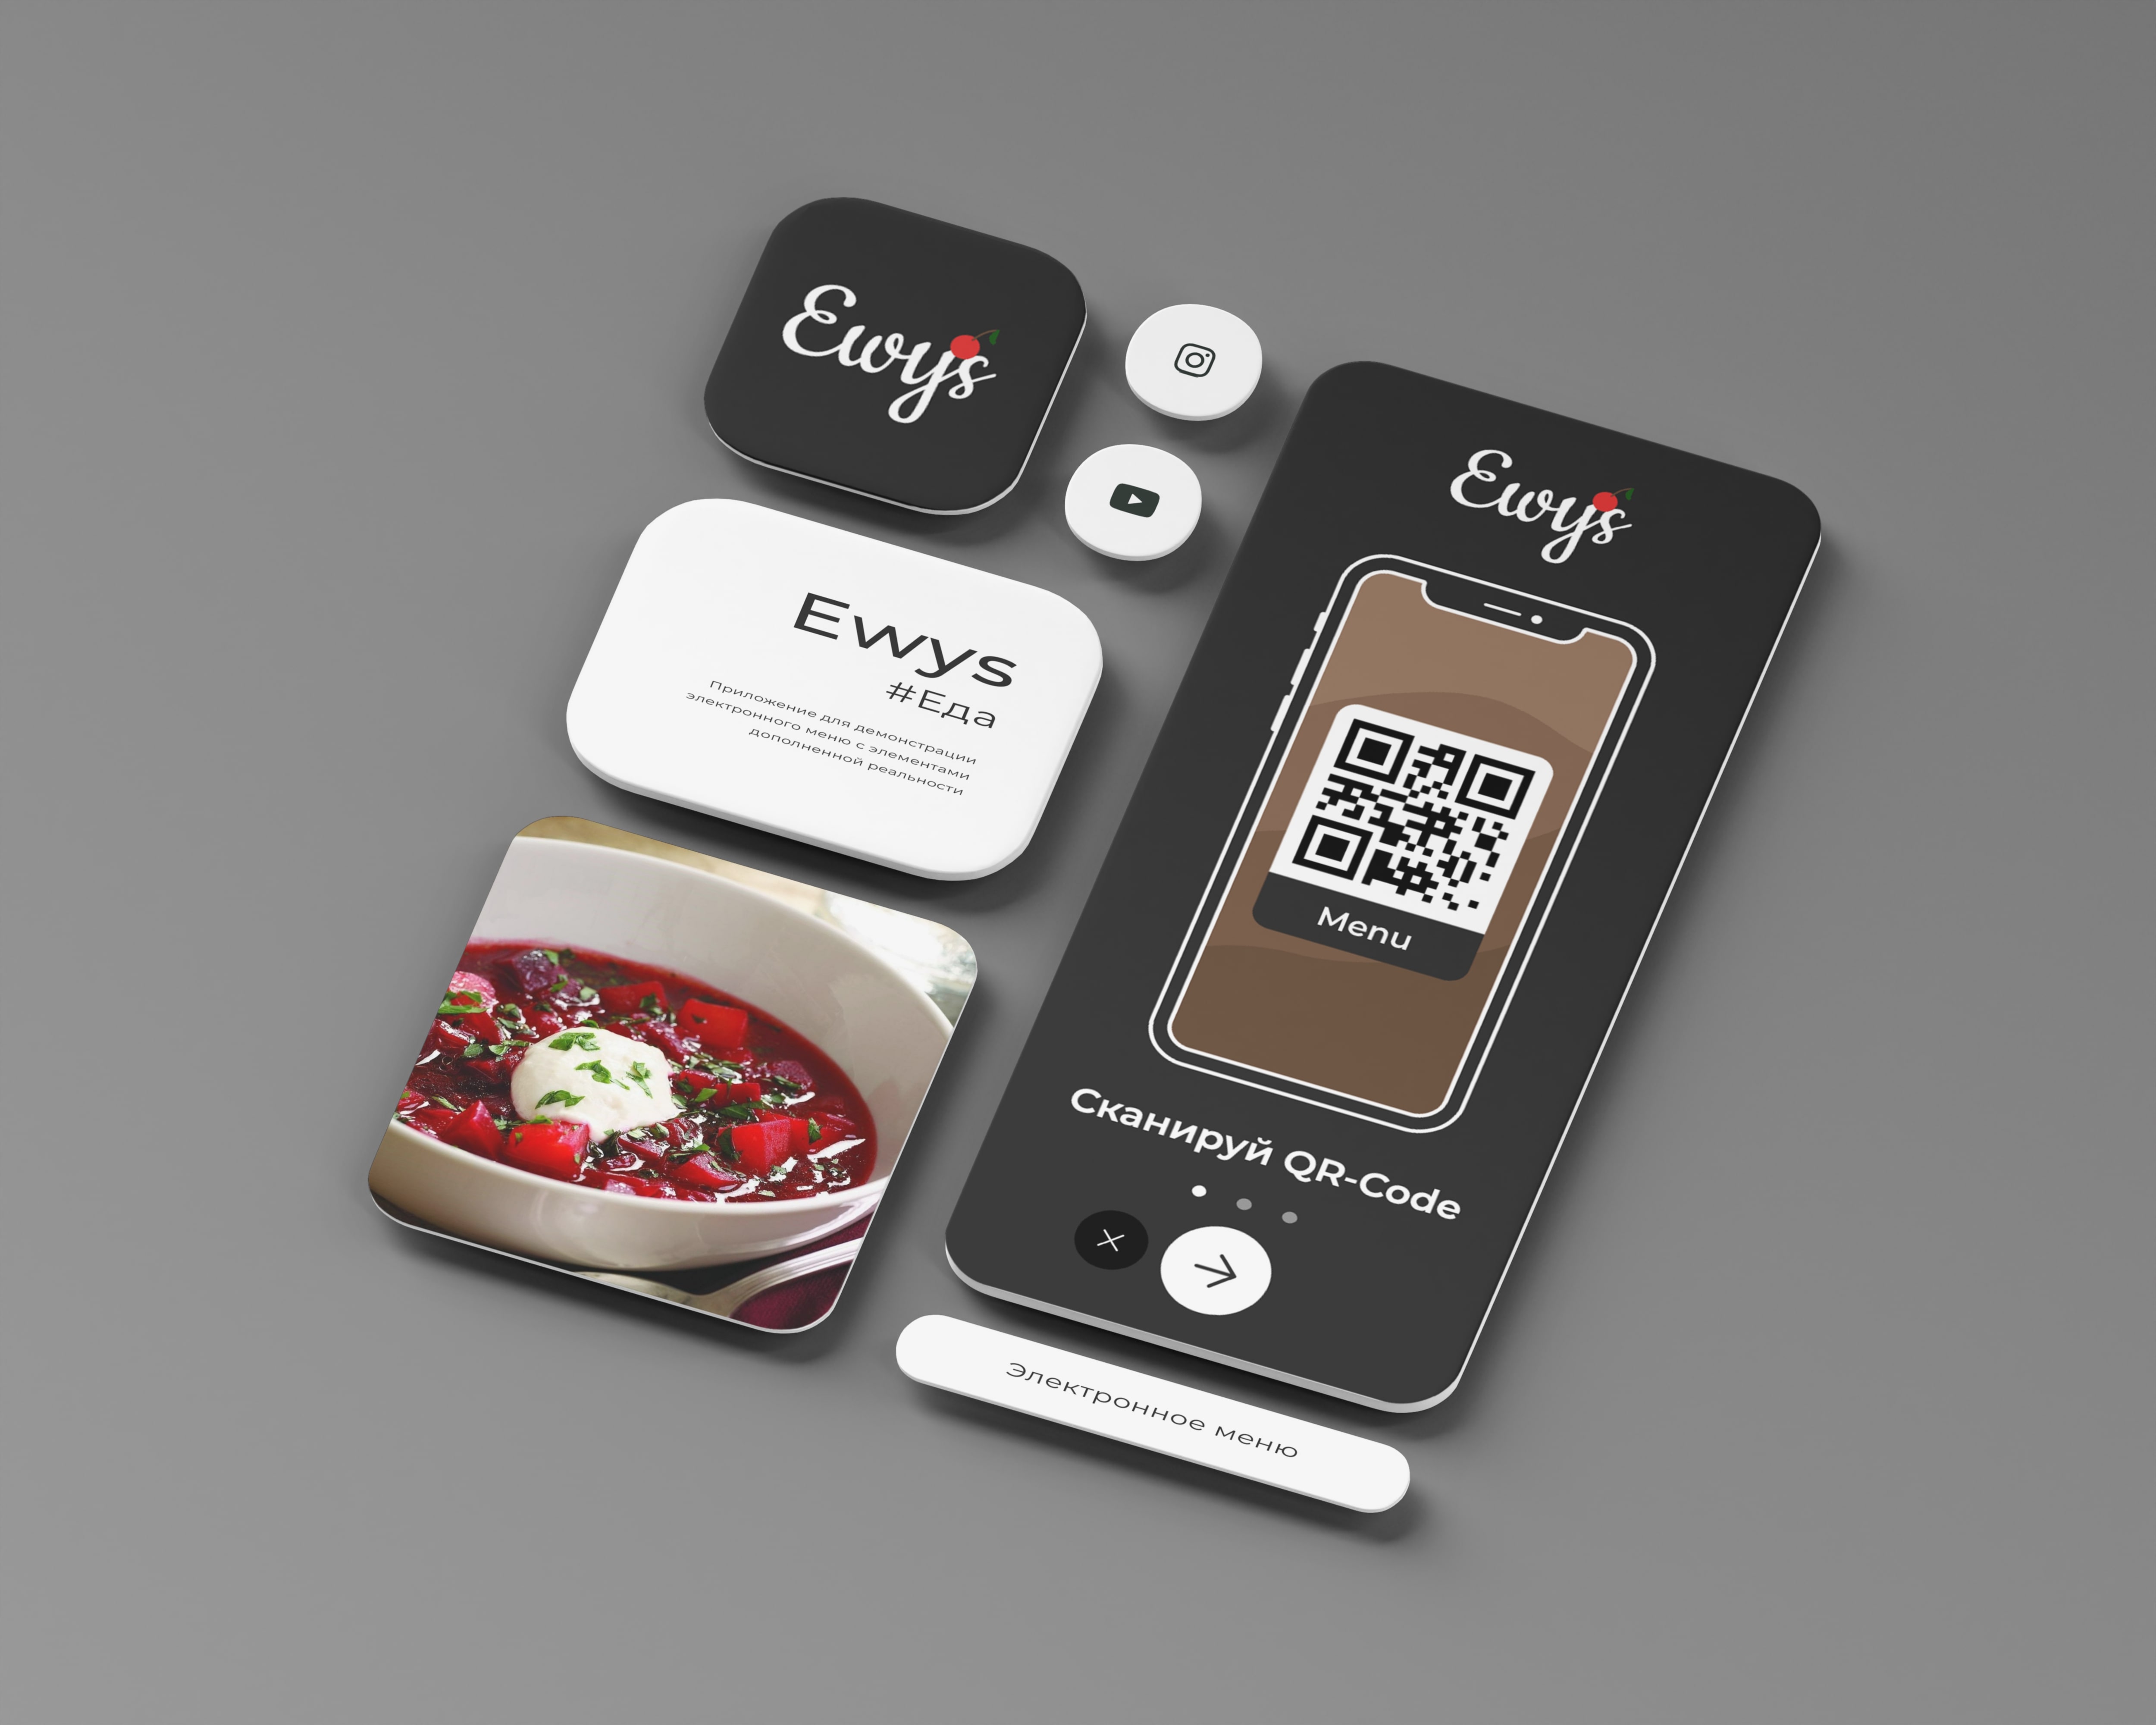 Ewys
Ewys
#Еда
Приложение для демонстрации
электронного меню с элементами
дополненной реальности
Ewys
Menu
Сканируй QR-Code
Электронное меню